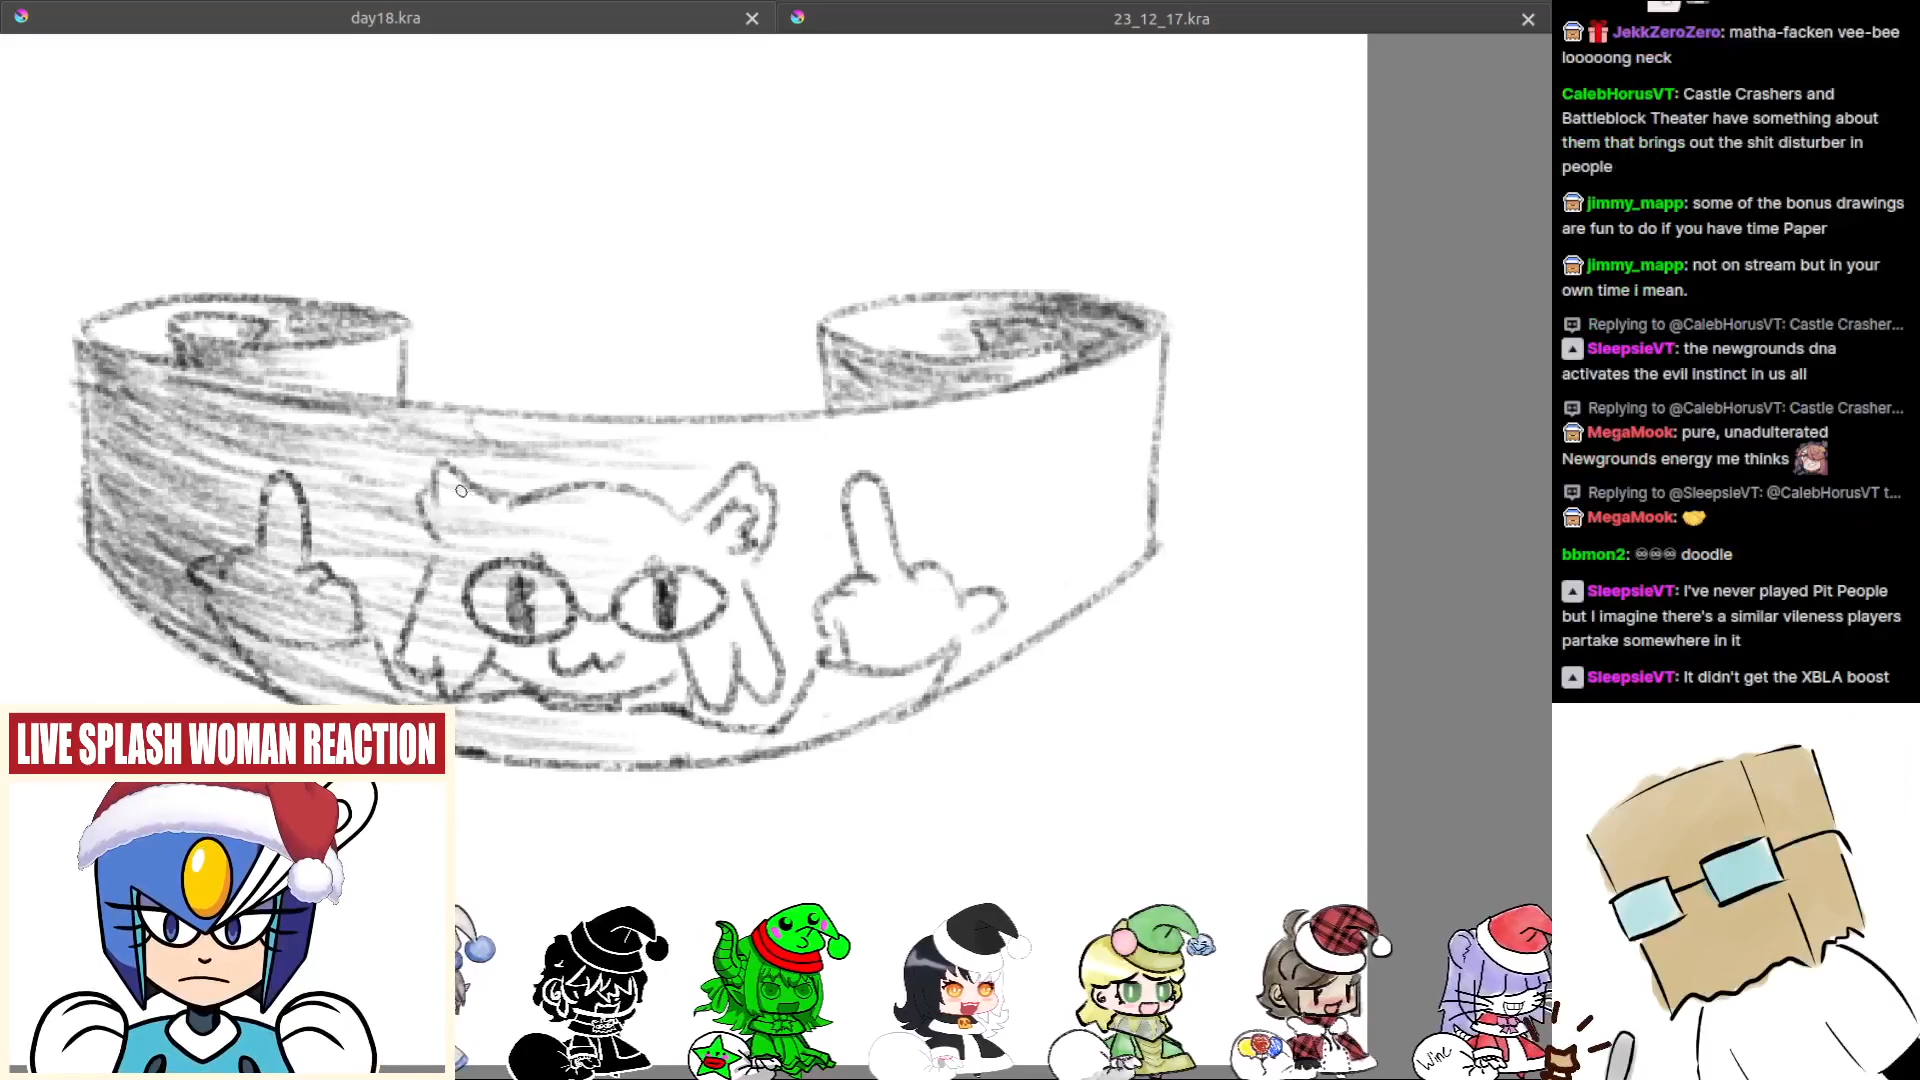 day18.kra
23_12_17.kra
JekkZeroZero: matha-facken vee-bee
looooong neck
CalebHorusVT: Castle Crashers and
Battleblock Theater have something about
them that brings out the shit disturber in
people
jimmy_mapp: some of the bonus drawings
are fun to do if you have time Paper
jimmy_mapp: not on stream but in your
own time i mean.
Replying to @CalebHorusVT: Castle Crasher...
SleepsieVT: the newgrounds dna
activates the evil instinct in us all
Replying to @CalebHorusVT: Castle Crasher...
MegaMook: pure, unadulterated
Newgrounds energy me thinks
Replying to @SleepsieVT: @CalebHorusVT t...
MegaMook: 🤝
bbmon2: ♾♾♾ doodle
SleepsieVT: I've never played Pit People
but I imagine there's a similar vileness players
partake somewhere in it
SleepsieVT: It didn't get the XBLA boost
LIVE SPLASH WOMAN REACTION
Wine